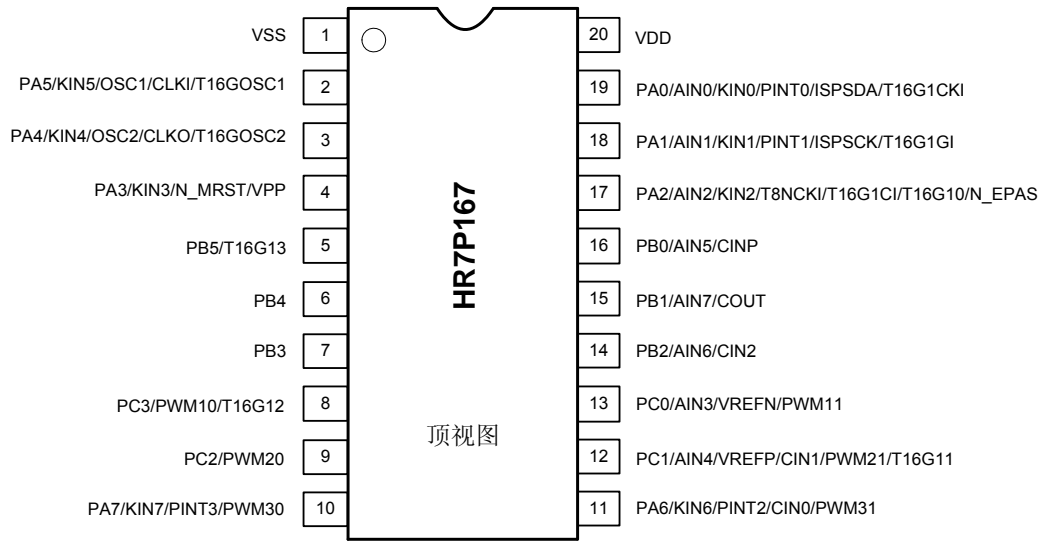 VSS 1 20 VDD
PA5/KIN5/OSC1/CLKI/T16GOSC1 2 19 PA0/AIN0/KIN0/PINT0/ISPSDA/T16G1CKI
PA4/KIN4/OSC2/CLKO/T16GOSC2 3 18 PA1/AIN1/KIN1/PINT1/ISPSCK/T16G1GI
PA3/KIN3/N_MRST/VPP 4 17 PA2/AIN2/KIN2/T8NCKI/T16G1CI/T16G10/N_EPAS
PB5/T16G13 5 16 PB0/AIN5/CINP
HR7P167
PB4 6 15 PB1/AIN7/COUT
PB3 7 14 PB2/AIN6/CIN2
PC3/PWM10/T16G12 8 13 PC0/AIN3/VREFN/PWM11
顶视图
PC2/PWM20 9 12 PC1/AIN4/VREFP/CIN1/PWM21/T16G11
PA7/KIN7/PINT3/PWM30 10 11 PA6/KIN6/PINT2/CIN0/PWM31